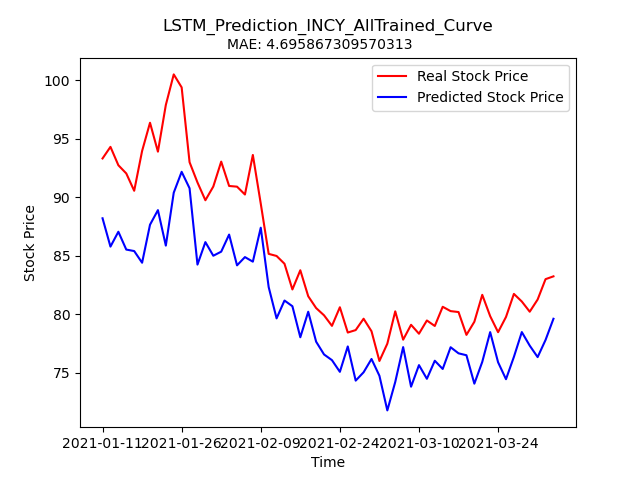 LSTM_Prediction_INCY_AllTrained_Curve
MAE: 4.695867309570313
Real Stock Price
Predicted Stock Price
Stock Price
100
95
90
85
80
75
2021-01-11 2021-01-26 2021-02-09 2021-02-24 2021-03-10 2021-03-24
Time